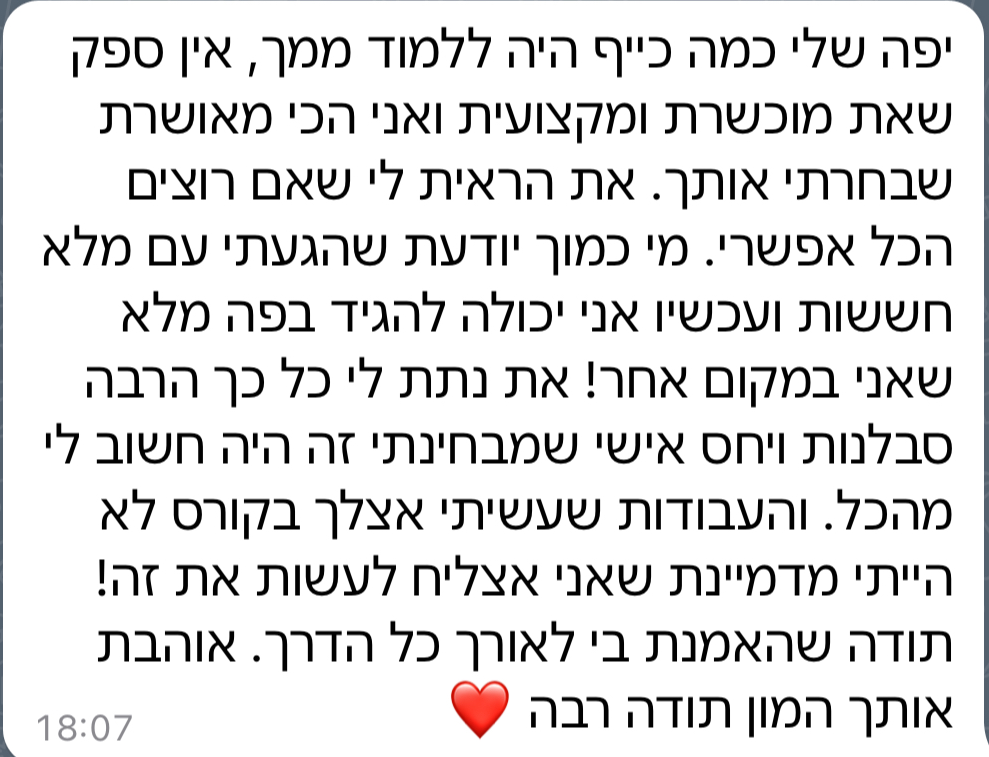 יפה שלי כמה כייף היה ללמוד ממך, אין ספק
שאת מוכשרת ומקצועית ואני הכי מאושרת
שבחרתי אותך. את הראית לי שאם רוצים
הכל אפשרי. מי כמוך יודעת שהגעתי עם מלא
חששות ועכשיו אני יכולה להגיד בפה מלא
שאני במקום אחר! את נתת לי כל כך הרבה
סבלנות ויחס אישי שמבחינתי זה היה חשוב לי
מהכל. והעבודות שעשיתי אצלך בקורס לא
הייתי מדמיינת שאני אצליח לעשות את זה!
תודה שהאמנת בי לאורך כל הדרך. אוהבת
אותך המון תודה רבה ❤️
18:07